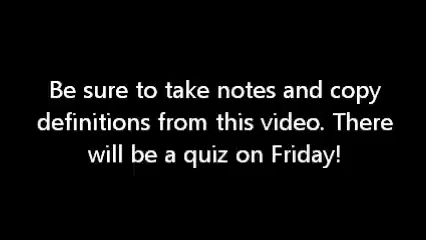 Be sure to take notes and copy
definitions from this video. There
will be a quiz on Friday!